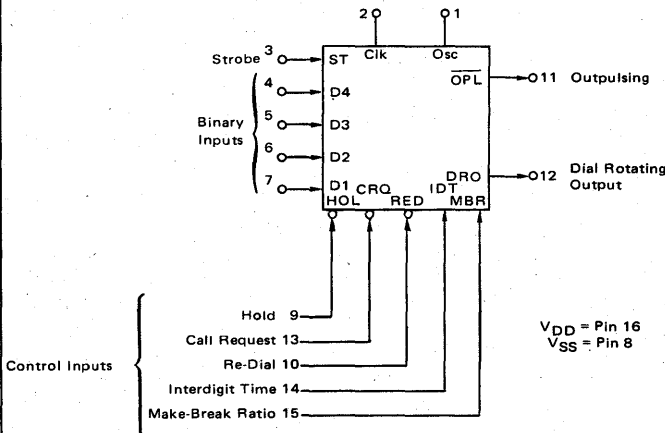 2 1
Clk Osc
Strobe 3 ST
OPL 11 Outpulsing
4 D4
Binary Inputs
5 D3
6 D2
7 D1
DRO 12 Dial Rotating Output
HOL CRQ RED IDT MBR
Control Inputs
Hold 9
Call Request 13
Re-Dial 10
Interdigit Time 14
Make-Break Ratio 15
VDD = Pin 16
VSS = Pin 8